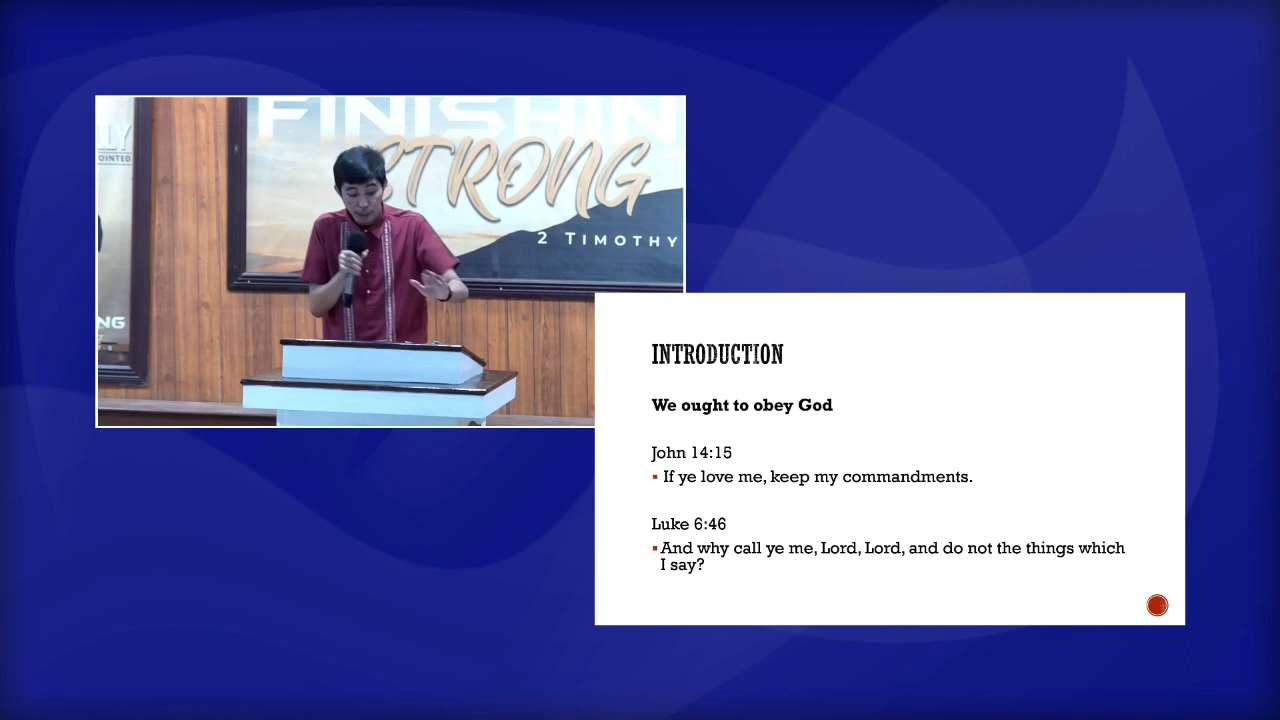 LLY
OINTED
NG
FINISHIN
STRONG
2 TIMOTHY
INTRODUCTION
We ought to obey God
John 14:15
If ye love me, keep my commandments.
Luke 6:46
And why call ye me, Lord, Lord, and do not the things which
I say?